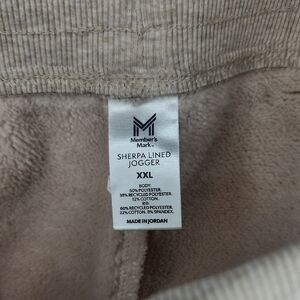 M
Member's
Mark.
SHERPA LINED
JOGGER
XXL
BODY:
50% POLYESTER.
38% RECYCLED POLYESTER.
12% COTTON.
RIB:
60% RECYCLED POLYESTER.
22% COTTON. 8% SPANDEX.
MADE IN JORDAN